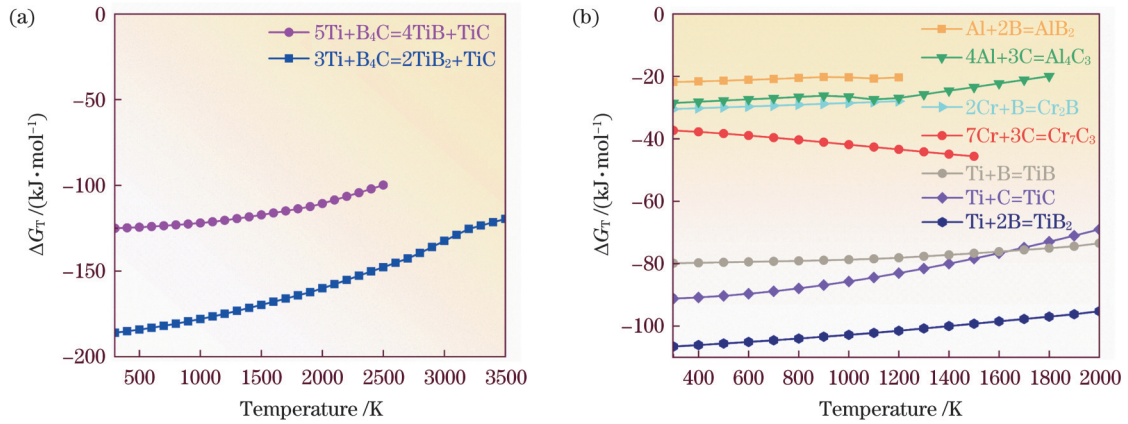 (a)
0
−50
−100
−150
−200
ΔG_T /(kJ·mol⁻¹)
5Ti+B₄C=4TiB+TiC
3Ti+B₄C=2TiB₂+TiC
500 1000 1500 2000 2500 3000 3500
Temperature /K
(b)
0
−20
−40
−60
−80
−100
ΔG_T /(kJ·mol⁻¹)
Al+2B=AlB₂
4Al+3C=Al₄C₃
2Cr+B=Cr₂B
7Cr+3C=Cr₇C₃
Ti+B=TiB
Ti+C=TiC
Ti+2B=TiB₂
400 600 800 1000 1200 1400 1600 1800 2000
Temperature /K